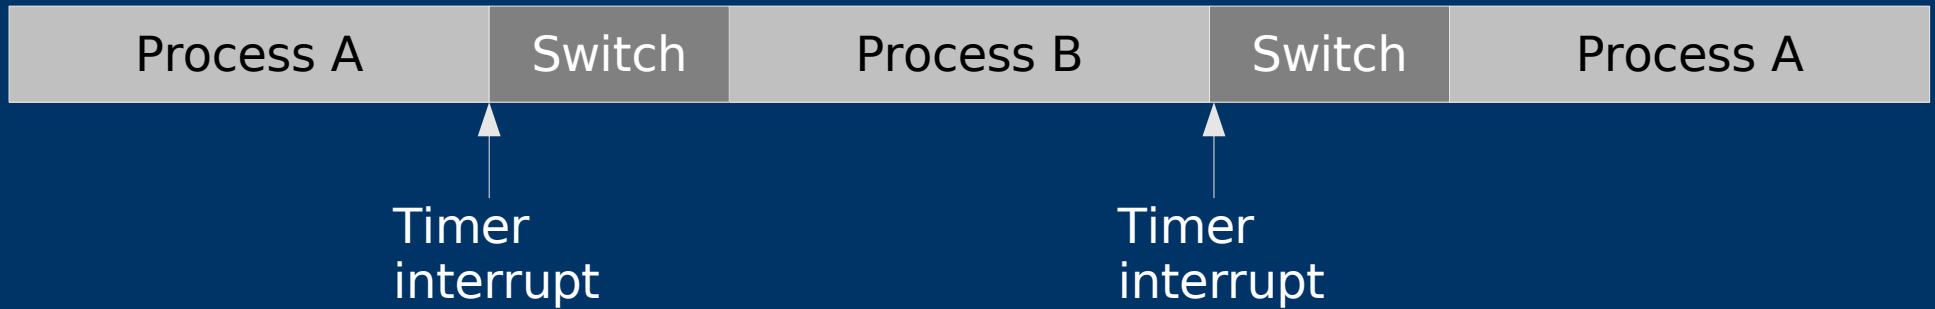 Process A Switch Process B Switch Process A
Timer
interrupt
Timer
interrupt